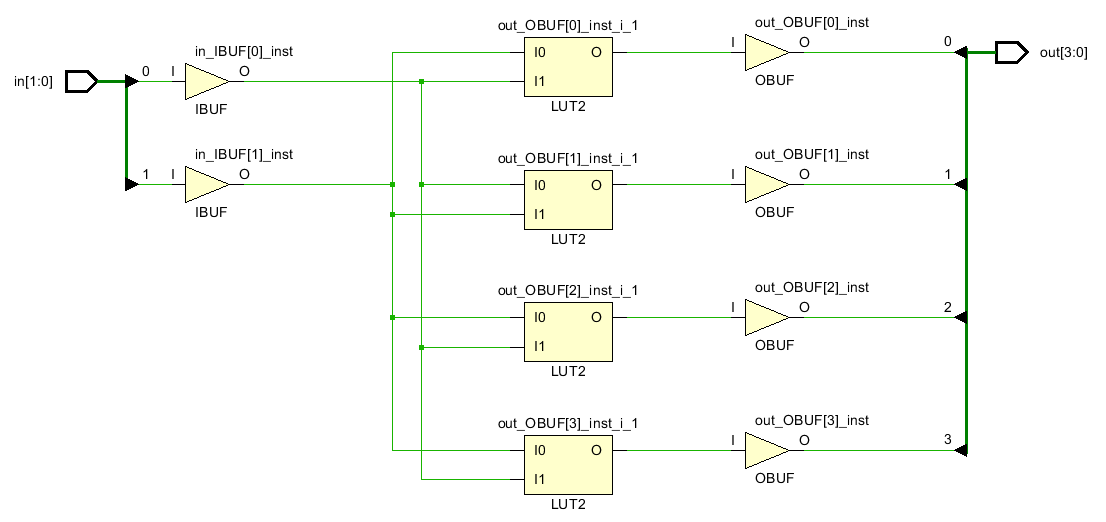 in[1:0]
0
I
in_IBUF[0]_inst
O
IBUF
1
I
in_IBUF[1]_inst
O
IBUF
out_OBUF[0]_inst_i_1
I0
O
I1
LUT2
out_OBUF[0]_inst
I
O
OBUF
0
out[3:0]
out_OBUF[1]_inst_i_1
I0
O
I1
LUT2
out_OBUF[1]_inst
I
O
OBUF
1
out_OBUF[2]_inst_i_1
I0
O
I1
LUT2
out_OBUF[2]_inst
I
O
OBUF
2
out_OBUF[3]_inst_i_1
I0
O
I1
LUT2
out_OBUF[3]_inst
I
O
OBUF
3